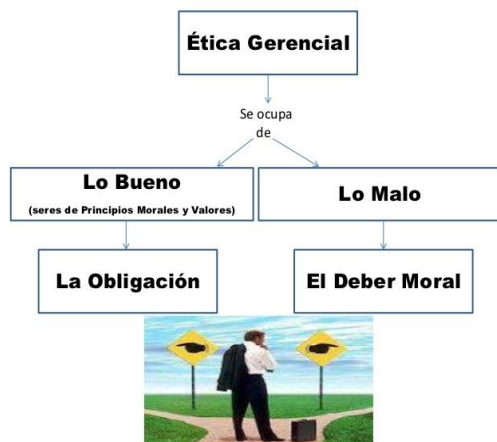 Ética Gerencial
Se ocupa
de
Lo Bueno
(seres de Principios Morales y Valores)
Lo Malo
La Obligación
El Deber Moral